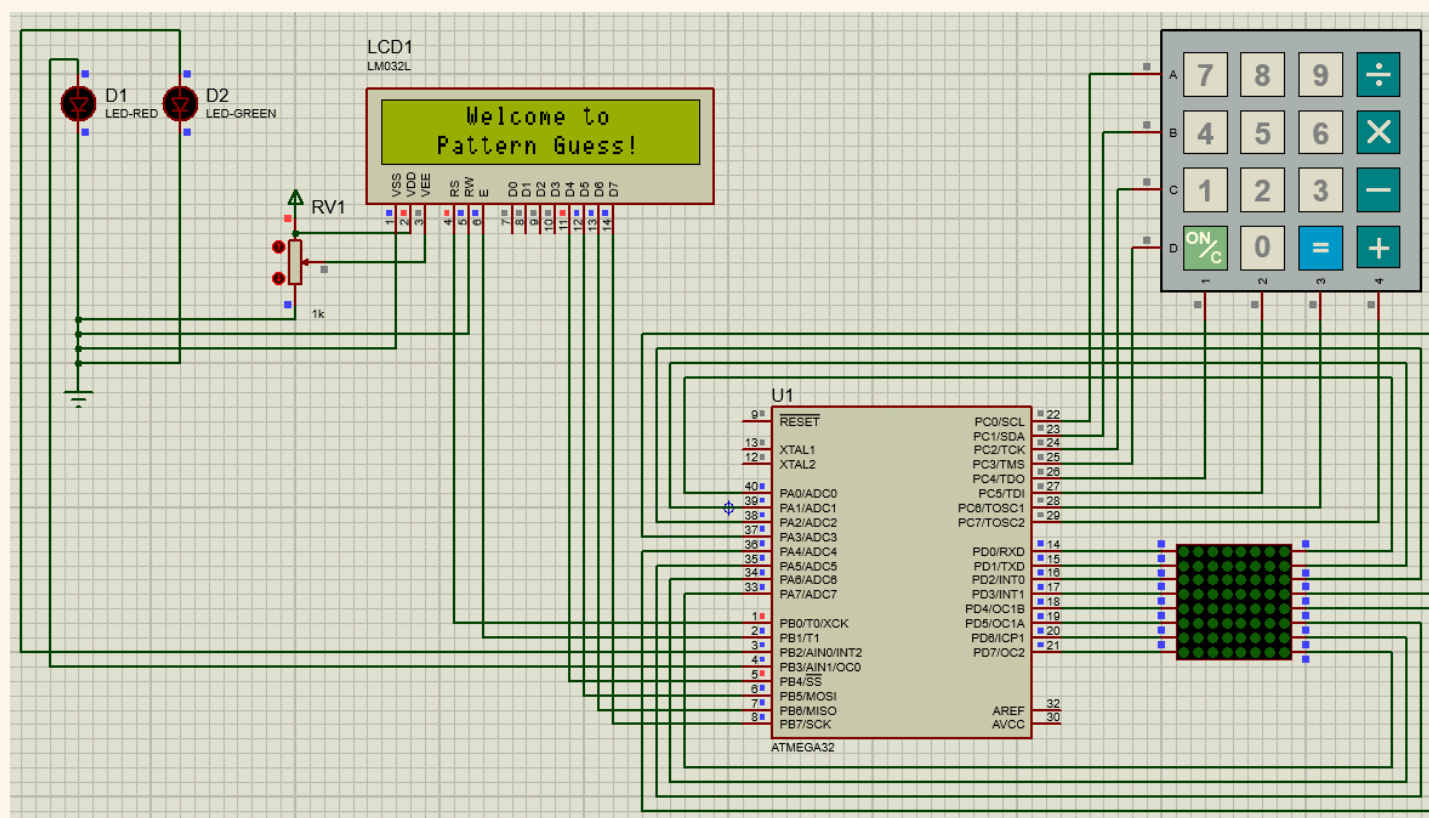 LCD1
LM032L
D1
LED-RED
D2
LED-GREEN
Welcome to
Pattern Guess!
VSS
VDD
VEE
RS
RW
E
D0
D1
D2
D3
D4
D5
D6
D7
1
2
3
4
5
6
7
8
9
10
11
12
13
14
RV1
1k
A
7
8
9
÷
B
4
5
6
×
C
1
2
3
−
D
ON/C
0
=
+
1
2
3
4
U1
9
RESET
13
XTAL1
12
XTAL2
40
PA0/ADC0
39
PA1/ADC1
38
PA2/ADC2
37
PA3/ADC3
36
PA4/ADC4
35
PA5/ADC5
34
PA6/ADC6
33
PA7/ADC7
1
PB0/T0/XCK
2
PB1/T1
3
PB2/AIN0/INT2
4
PB3/AIN1/OC0
5
PB4/SS
6
PB5/MOSI
7
PB6/MISO
8
PB7/SCK
PC0/SCL
22
PC1/SDA
23
PC2/TCK
24
PC3/TMS
25
PC4/TDO
26
PC5/TDI
27
PC6/TOSC1
28
PC7/TOSC2
29
PD0/RXD
14
PD1/TXD
15
PD2/INT0
16
PD3/INT1
17
PD4/OC1B
18
PD5/OC1A
19
PD6/ICP1
20
PD7/OC2
21
AREF
32
AVCC
30
ATMEGA32